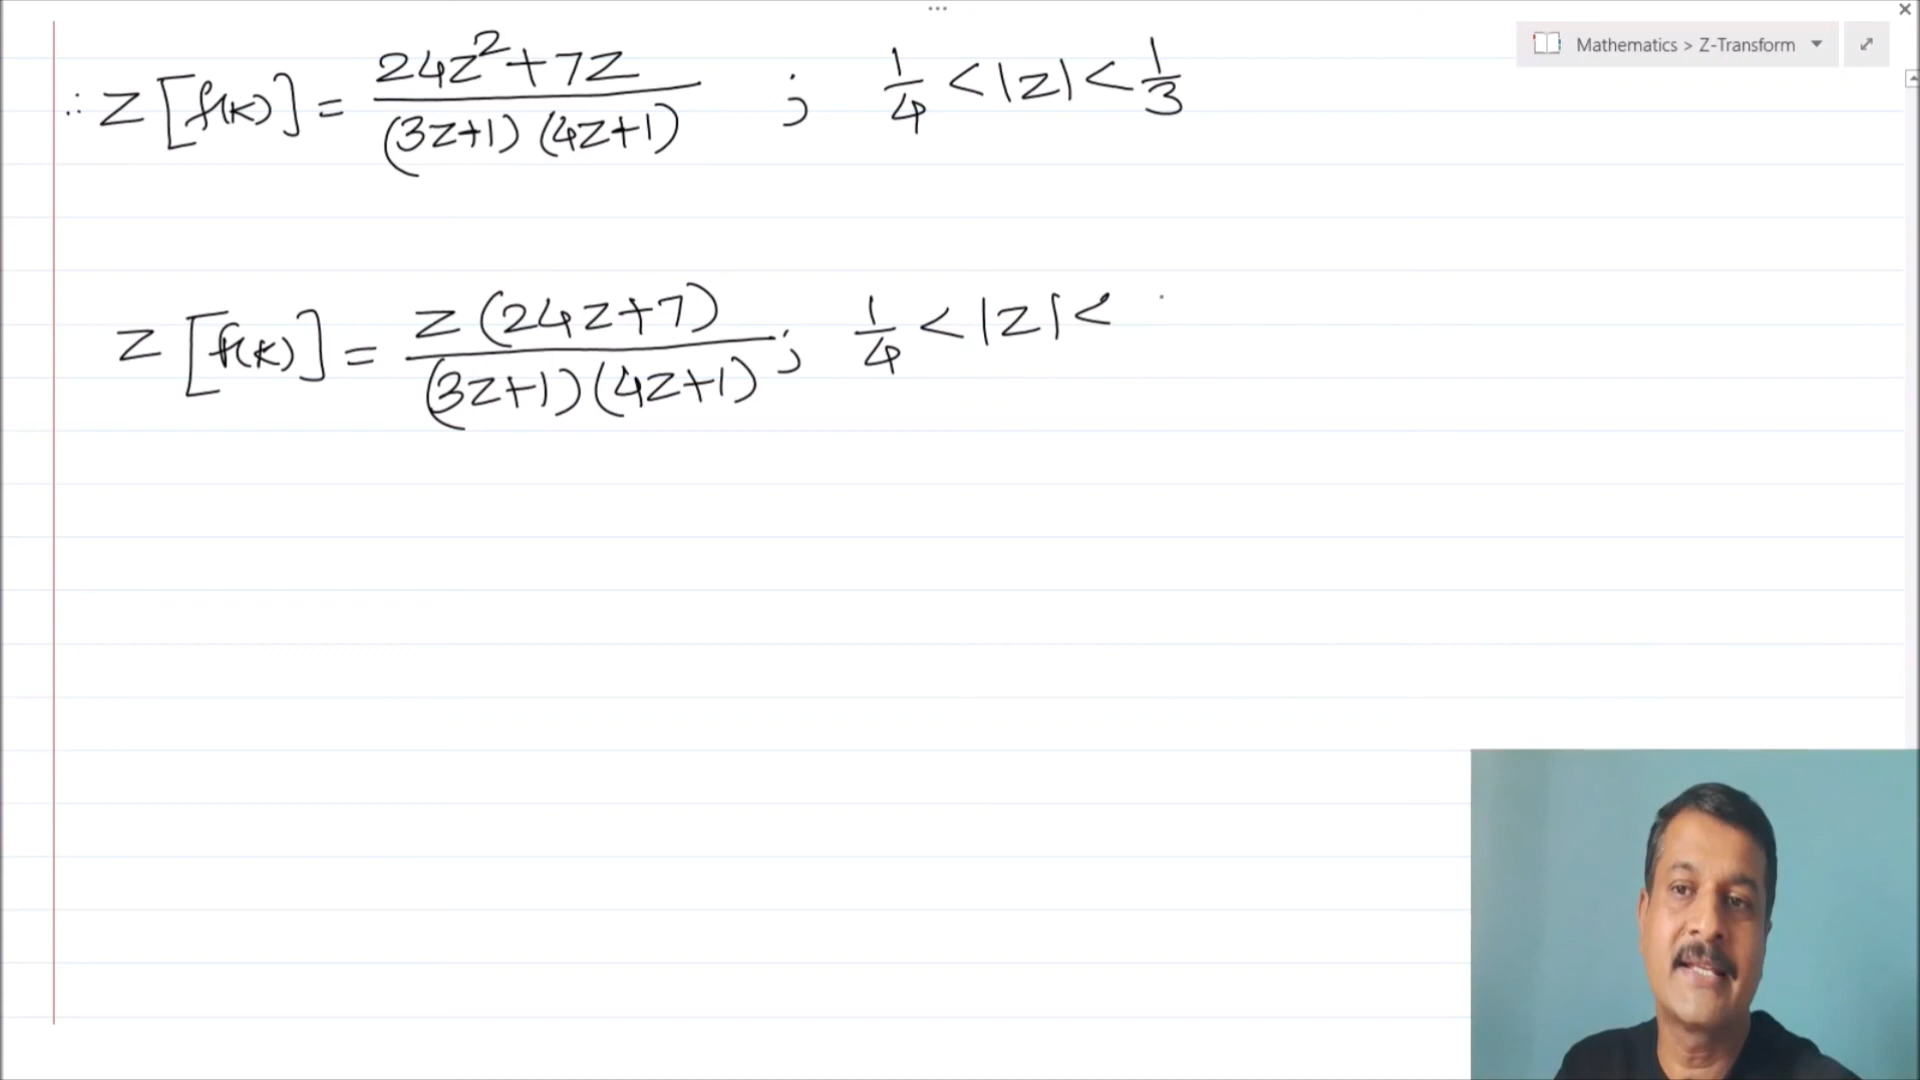 Mathematics > Z-Transform
∴ Z[f(k)] = (24z²+7z)/((3z+1)(4z+1)) ; 1/4 < |z| < 1/3
Z[f(k)] = z(24z+7)/((3z+1)(4z+1)) ; 1/4 < |z| <